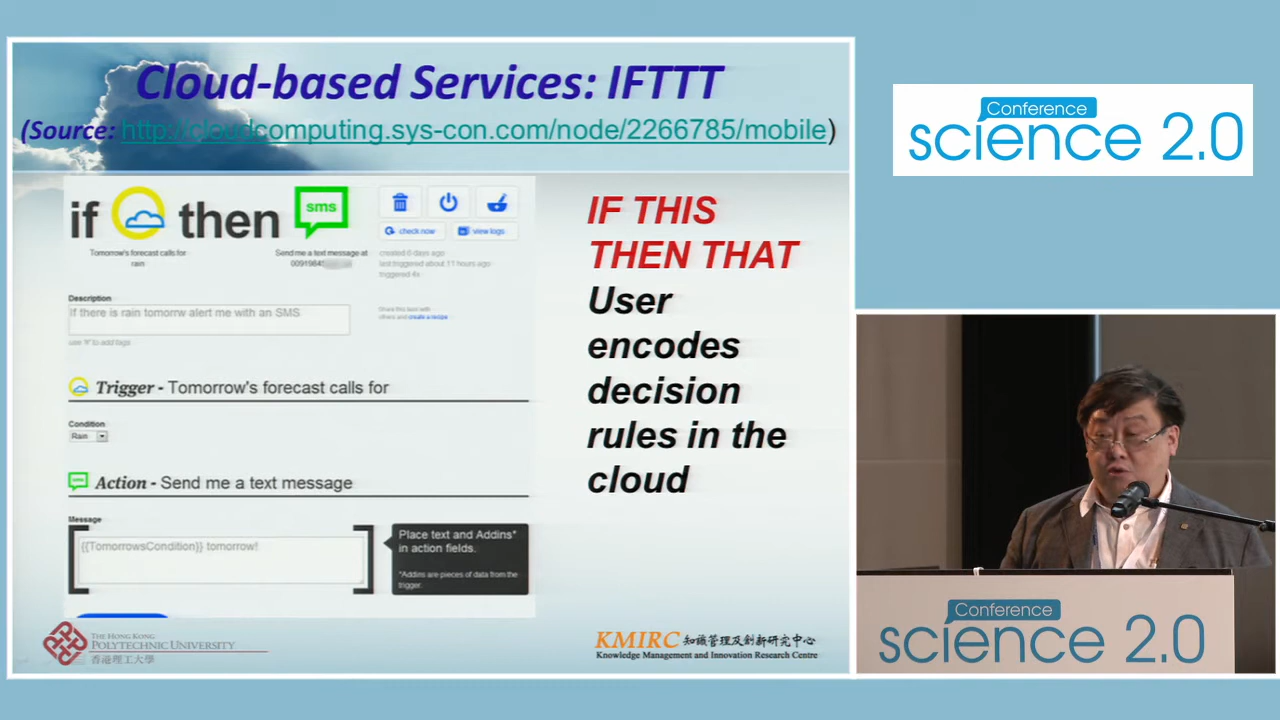 Cloud-based Services: IFTTT
(Source: http://cloudcomputing.sys-con.com/node/2266785/mobile)
if then sms
Tomorrow's forecast calls for
rain
Send me a text message at
check now
view logs
created 6 days ago
last triggered about 11 hours ago
triggered 4x
Description
If there is rain tomorrw alert me with an SMS
use '#' to add tags
Share this task with
others and create a recipe
Trigger - Tomorrow's forecast calls for
Condition
Rain
Action - Send me a text message
Message
{{TomorrowsCondition}} tomorrow!
Place text and Addins*
in action fields.
*Addins are pieces of data from the
trigger.
IF THIS
THEN THAT
User
encodes
decision
rules in the
cloud
THE HONG KONG
POLYTECHNIC UNIVERSITY
香港理工大學
KMIRC 知識管理及創新研究中心
Knowledge Management and Innovation Research Centre
Conference
science 2.0
Conference
science 2.0